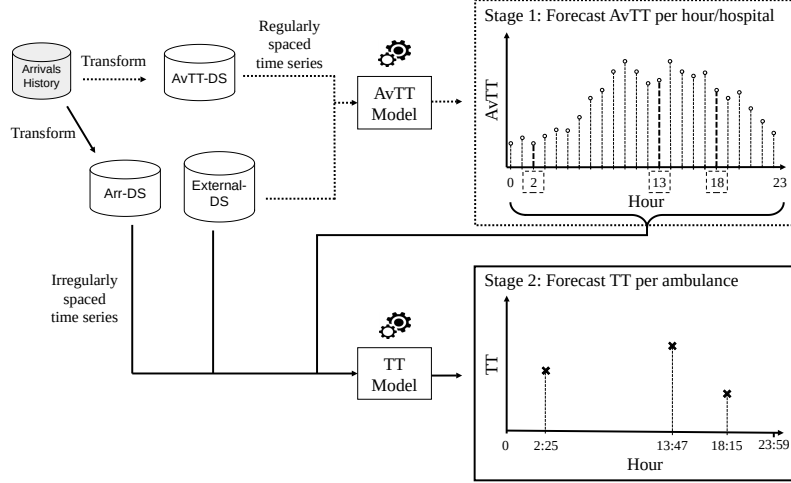 Stage 1: Forecast AvTT per hour/hospital
Regularly
spaced
time series
Arrivals
History
Transform
AvTT-DS
AvTT
Model
AvTT
Transform
0
2
13
18
23
Hour
Arr-DS
External-
DS
Irregularly
spaced
time series
Stage 2: Forecast TT per ambulance
TT
Model
TT
0
2:25
13:47
18:15
23:59
Hour